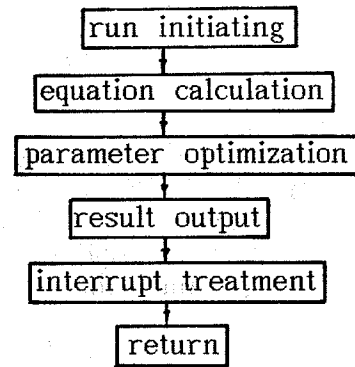 run initiating
equation calculation
parameter optimization
result output
interrupt treatment
return